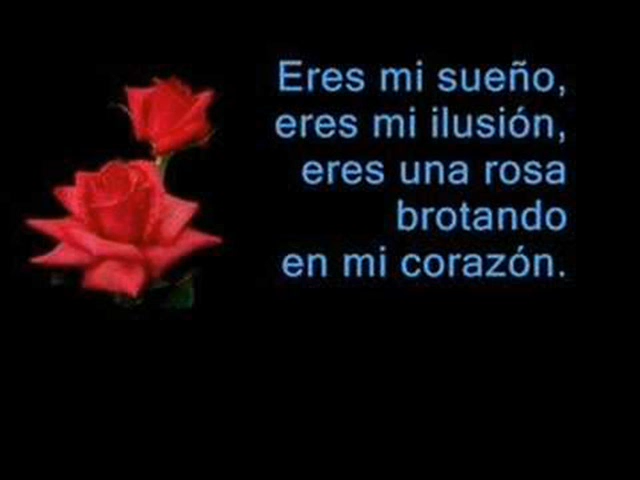 Eres mi sueño,
eres mi ilusión,
eres una rosa
brotando
en mi corazón.